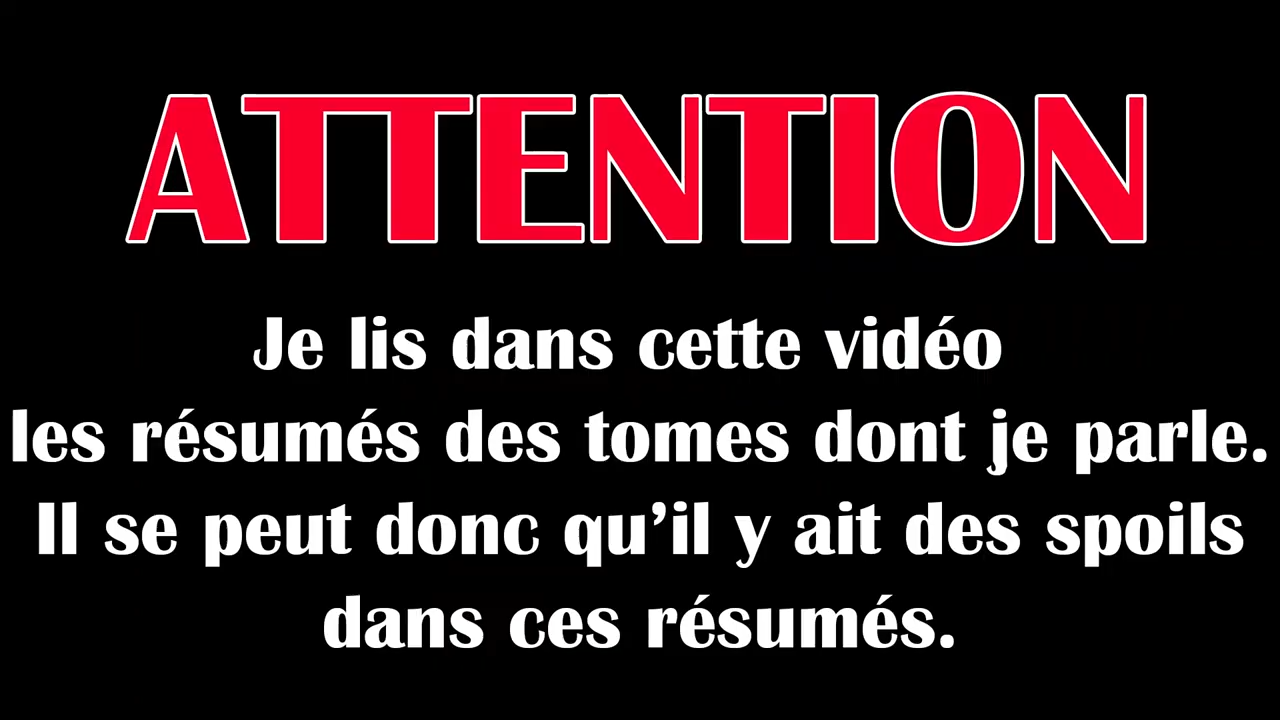 ATTENTION
Je lis dans cette vidéo
les résumés des tomes dont je parle.
Il se peut donc qu’il y ait des spoils
dans ces résumés.